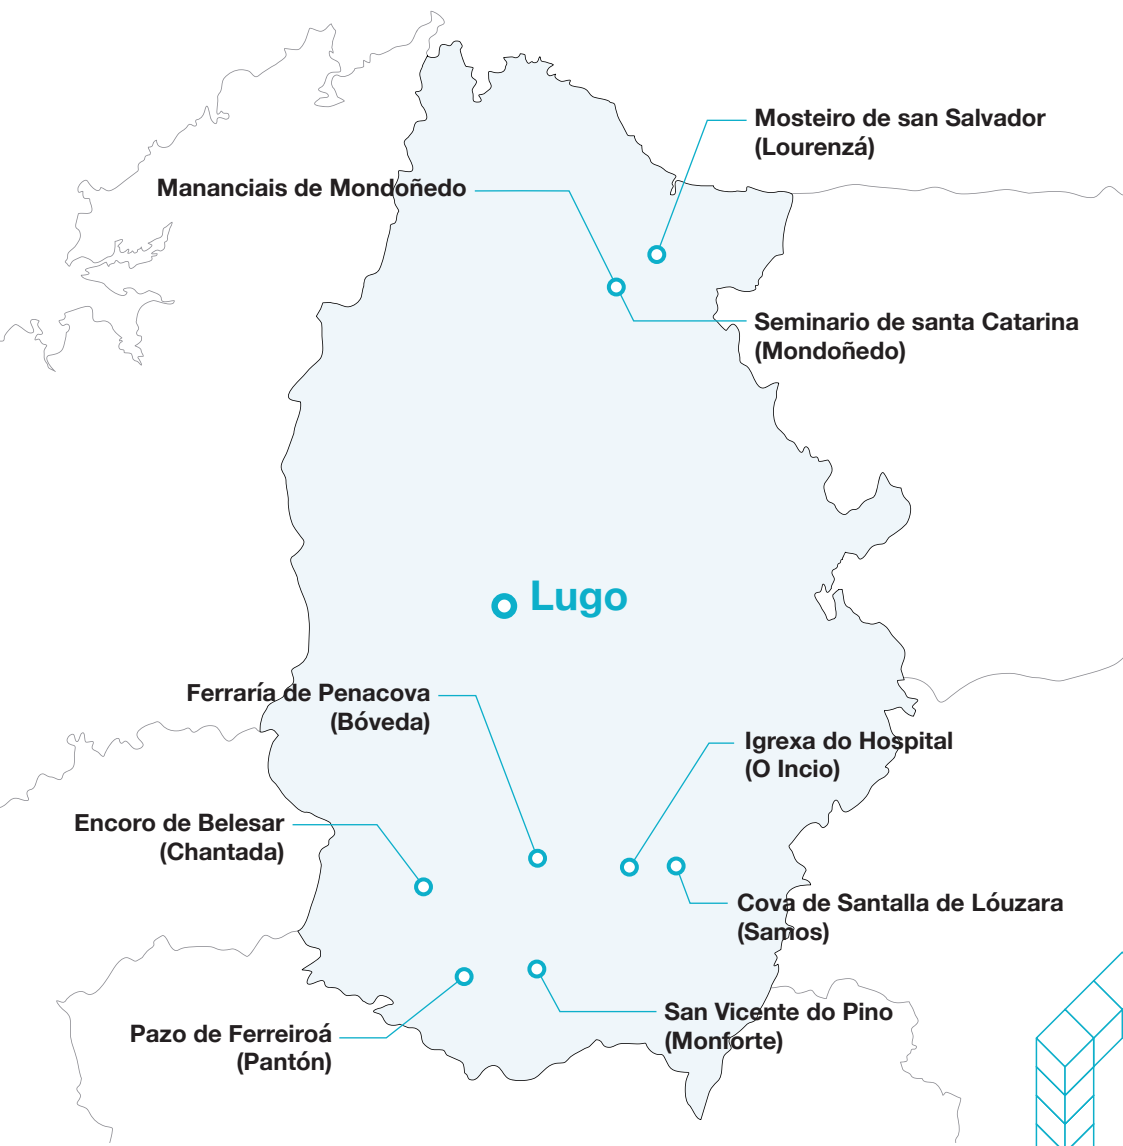 Mosteiro de san Salvador
(Lourenzá)
Mananciais de Mondoñedo
Seminario de santa Catarina
(Mondoñedo)
Lugo
Ferraría de Penacova
(Bóveda)
Igrexa do Hospital
(O Incio)
Encoro de Belesar
(Chantada)
Cova de Santalla de Lóuzara
(Samos)
San Vicente do Pino
(Monforte)
Pazo de Ferreiroá
(Pantón)